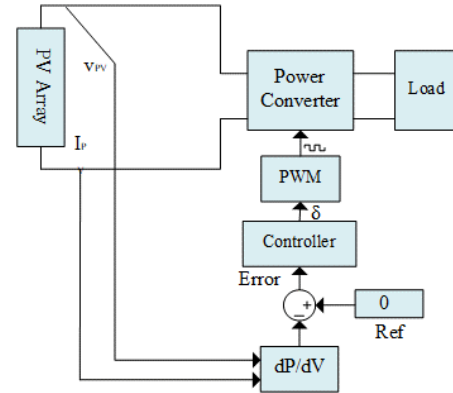 PV Array
VPV
IP
Power
Converter
Load
PWM
δ
Controller
Error
+
−
0
Ref
dP/dV